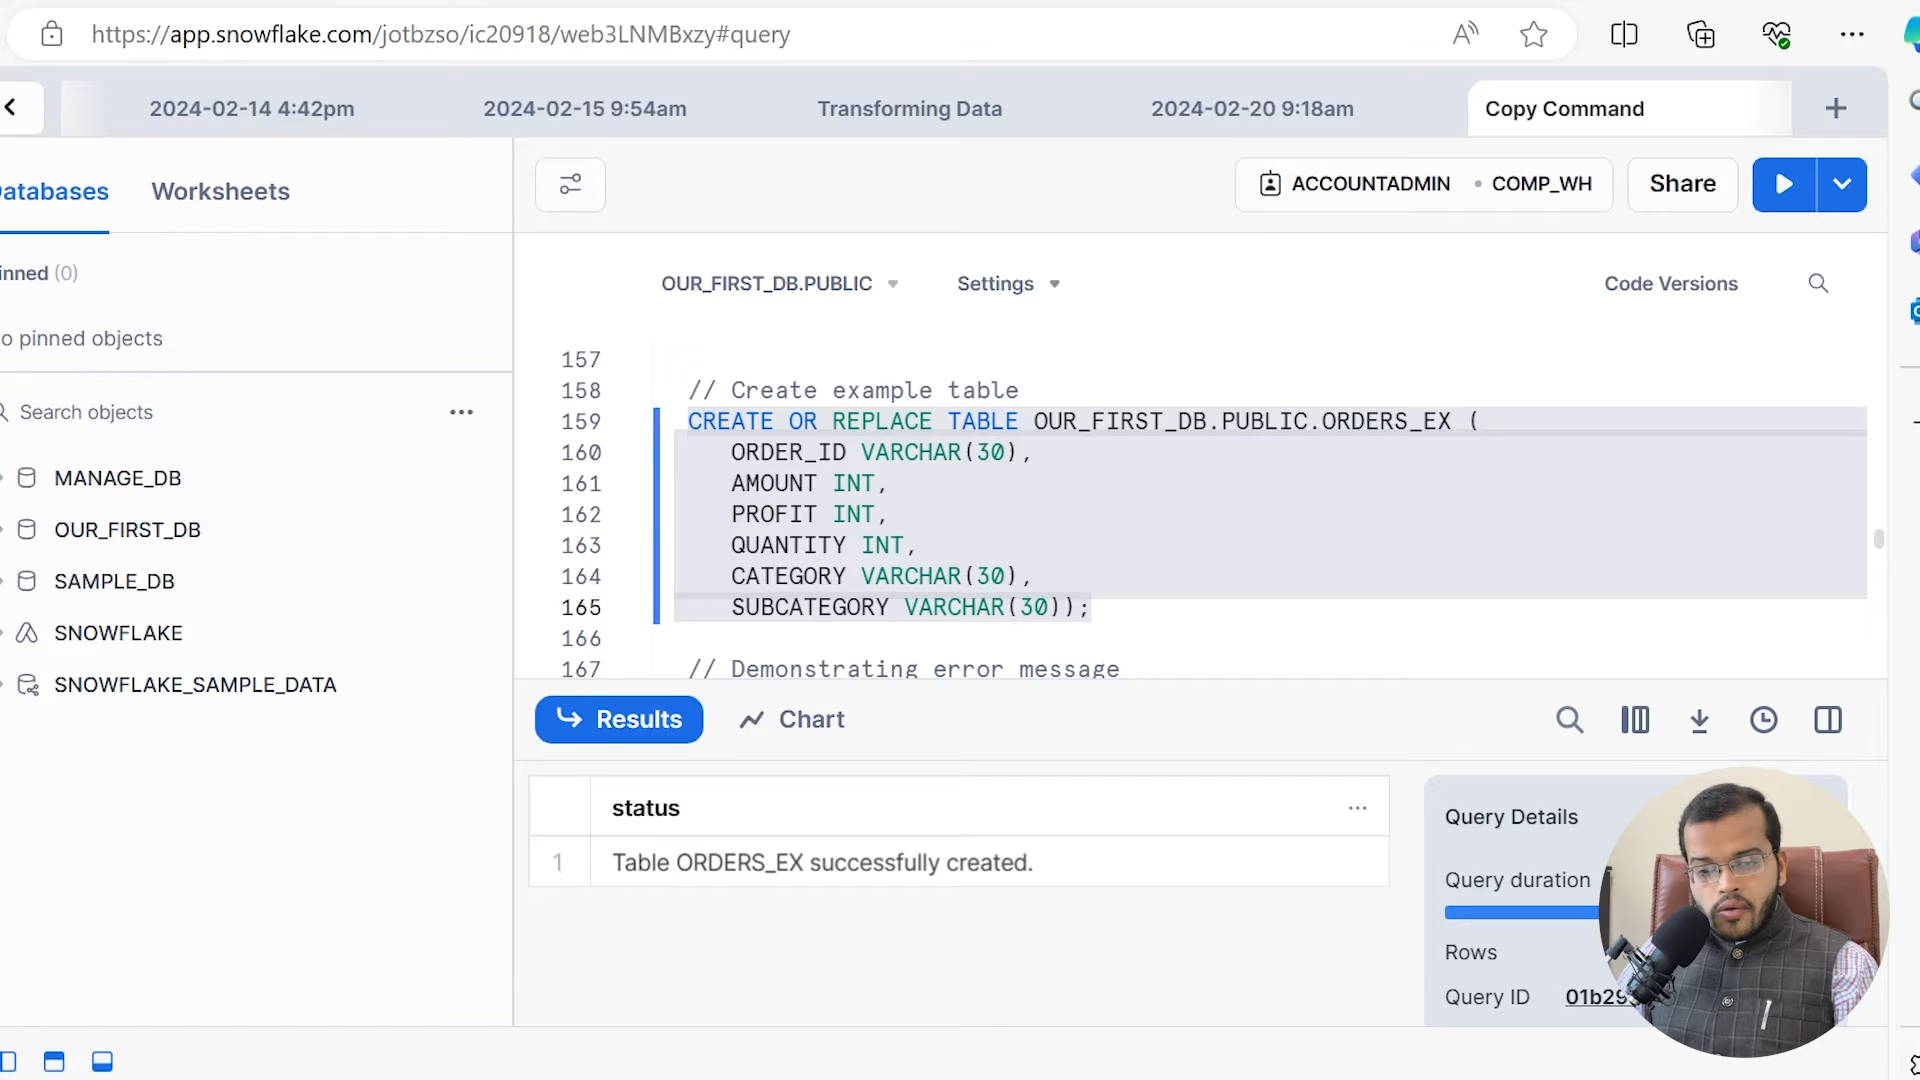 https://app.snowflake.com/jotbzso/ic20918/web3LNMBxzy#query
2024-02-14 4:42pm
2024-02-15 9:54am
Transforming Data
2024-02-20 9:18am
Copy Command
atabases
Worksheets
ACCOUNTADMIN • COMP_WH
Share
inned (0)
o pinned objects
Search objects
MANAGE_DB
OUR_FIRST_DB
SAMPLE_DB
SNOWFLAKE
SNOWFLAKE_SAMPLE_DATA
OUR_FIRST_DB.PUBLIC
Settings
Code Versions
157
158 // Create example table
159 CREATE OR REPLACE TABLE OUR_FIRST_DB.PUBLIC.ORDERS_EX (
160 ORDER_ID VARCHAR(30),
161 AMOUNT INT,
162 PROFIT INT,
163 QUANTITY INT,
164 CATEGORY VARCHAR(30),
165 SUBCATEGORY VARCHAR(30));
166
167 // Demonstrating error message
Results
Chart
status
1 Table ORDERS_EX successfully created.
Query Details
Query duration
Rows
Query ID 01b29